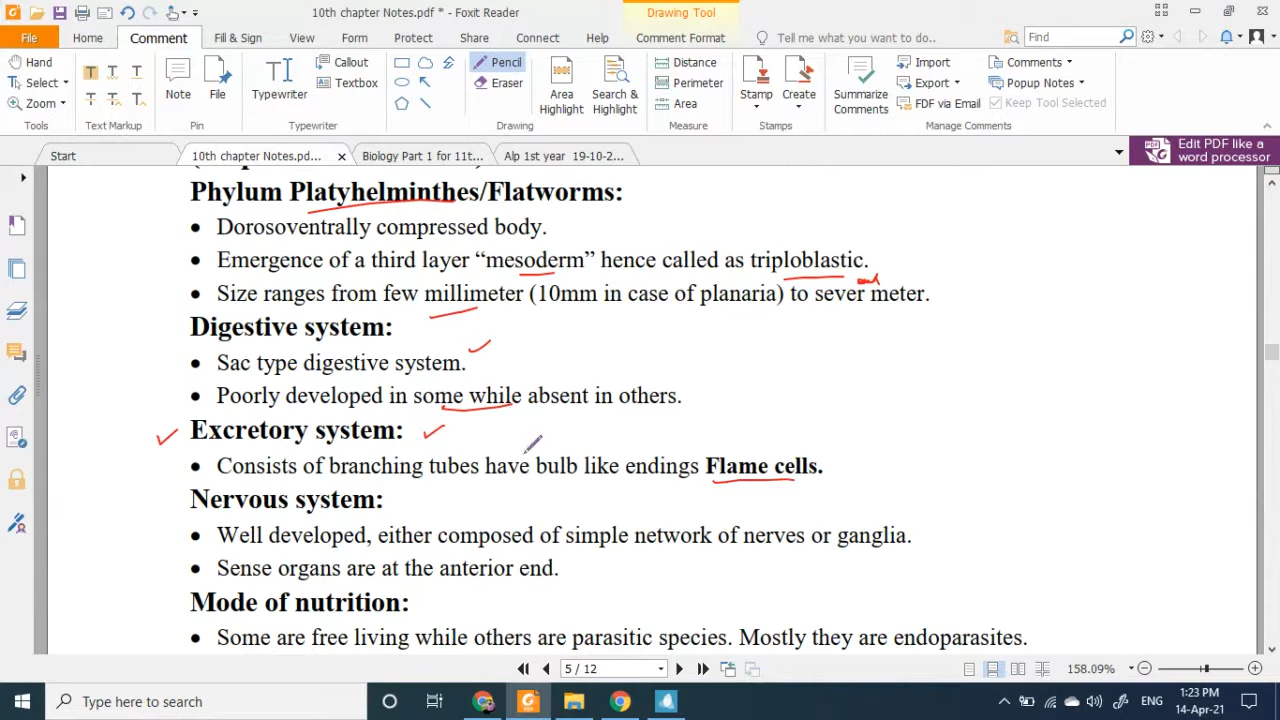 10th chapter Notes.pdf * - Foxit Reader
Drawing Tool
File Home Comment Fill & Sign View Form Protect Share Connect Help Comment Format Tell me what you want to do.. Find
Hand
Select
Zoom
Tools
T T T
T T T
Text Markup
Note
File
Pin
Typewriter
Callout
Textbox
Typewriter
Pencil
Eraser
Area Highlight
Search & Highlight
Drawing
Distance
Perimeter
Area
Measure
Stamp
Create
Stamps
Summarize Comments
Import
Export
FDF via Email
Comments
Popup Notes
Keep Tool Selected
Manage Comments
Start 10th chapter Notes.pd... Biology Part 1 for 11t... Alp 1st year 19-10-2...
Edit PDF like a
word processor
Phylum Platyhelminthes/Flatworms:
• Dorosoventrally compressed body.
• Emergence of a third layer “mesoderm” hence called as triploblastic.
• Size ranges from few millimeter (10mm in case of planaria) to sever meter.
Digestive system:
• Sac type digestive system.
• Poorly developed in some while absent in others.
Excretory system:
• Consists of branching tubes have bulb like endings Flame cells.
Nervous system:
• Well developed, either composed of simple network of nerves or ganglia.
• Sense organs are at the anterior end.
Mode of nutrition:
• Some are free living while others are parasitic species. Mostly they are endoparasites.
5 / 12
158.09%
Type here to search
ENG
1:23 PM
14-Apr-21